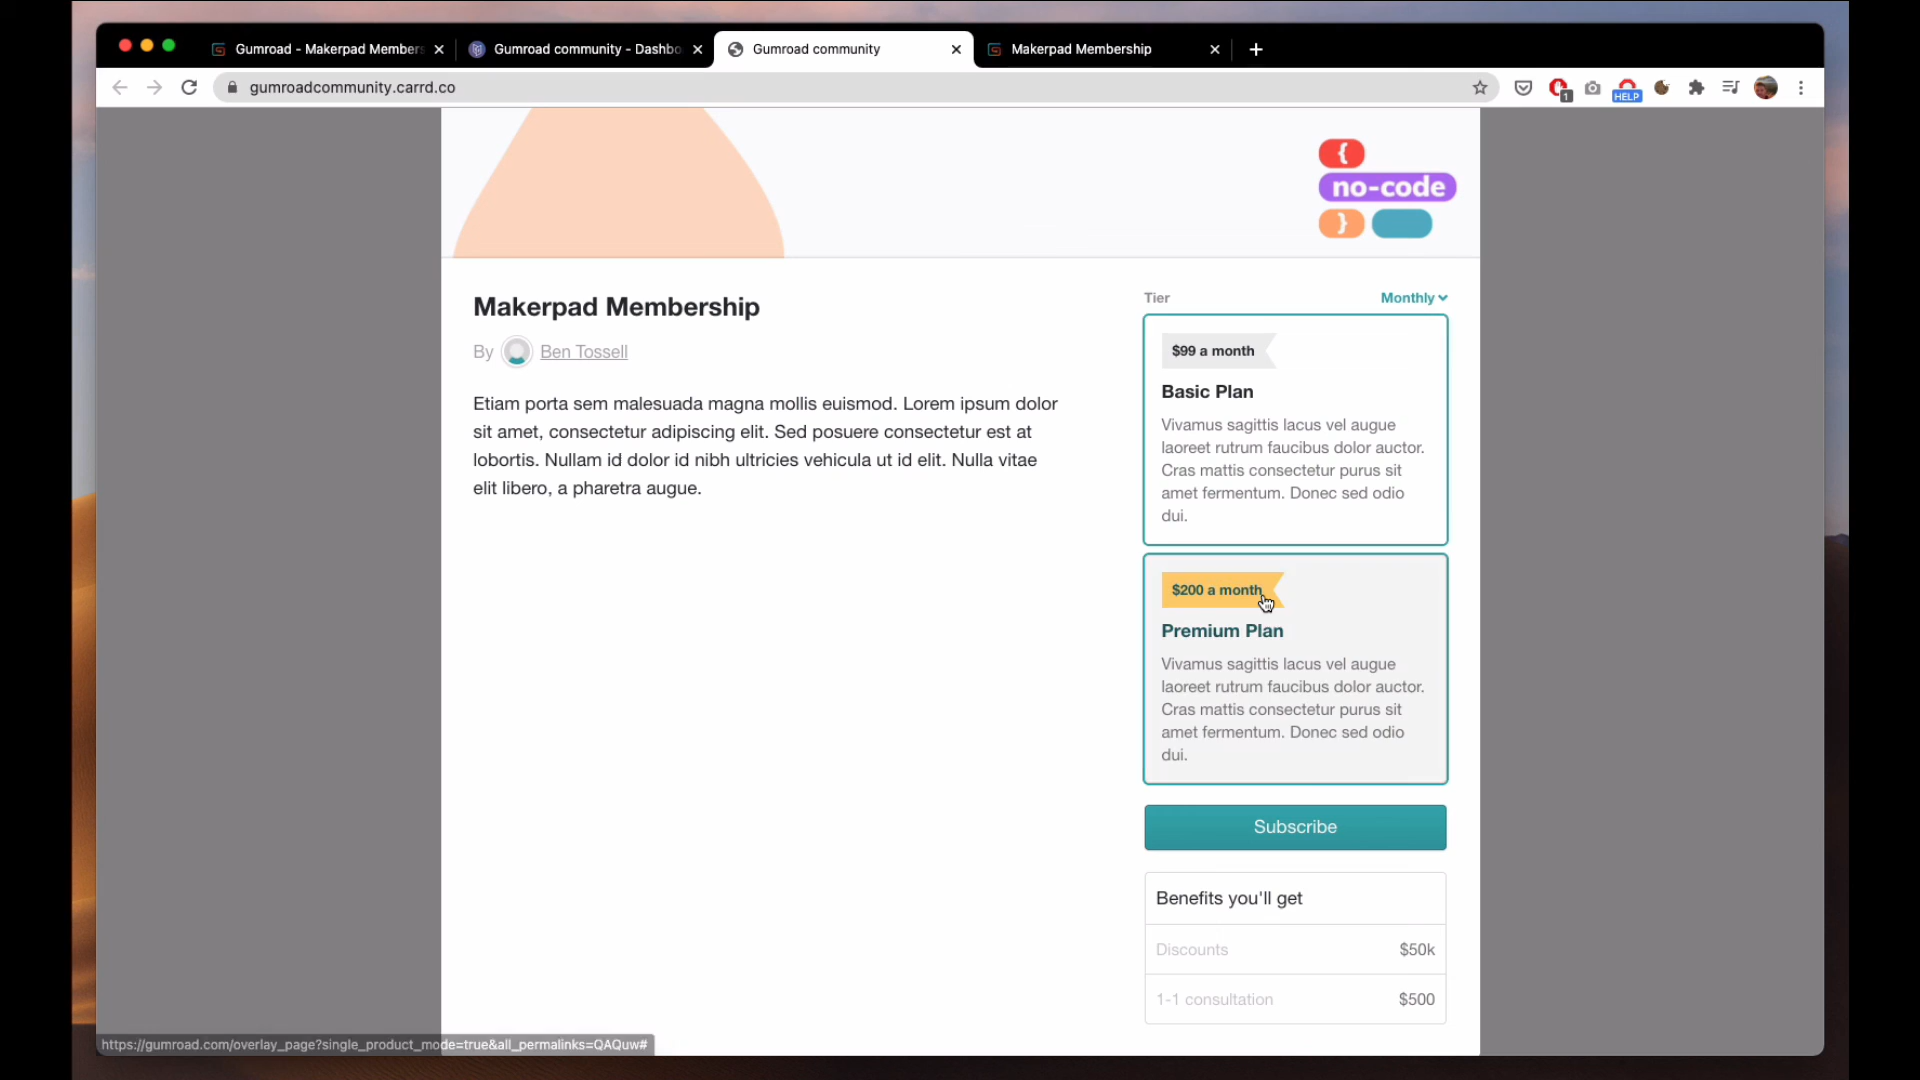 Gumroad - Makerpad Members
Gumroad community - Dashbo
Gumroad community
Makerpad Membership
gumroadcommunity.carrd.co
1
HELP
{
no-code
}
Makerpad Membership
By Ben Tossell
Etiam porta sem malesuada magna mollis euismod. Lorem ipsum dolor
sit amet, consectetur adipiscing elit. Sed posuere consectetur est at
lobortis. Nullam id dolor id nibh ultricies vehicula ut id elit. Nulla vitae
elit libero, a pharetra augue.
Tier Monthly
$99 a month
Basic Plan
Vivamus sagittis lacus vel augue
laoreet rutrum faucibus dolor auctor.
Cras mattis consectetur purus sit
amet fermentum. Donec sed odio
dui.
$200 a month
Premium Plan
Vivamus sagittis lacus vel augue
laoreet rutrum faucibus dolor auctor.
Cras mattis consectetur purus sit
amet fermentum. Donec sed odio
dui.
Subscribe
Benefits you'll get
Discounts $50k
1-1 consultation $500
https://gumroad.com/overlay_page?single_product_mode=true&all_permalinks=QAQuw#